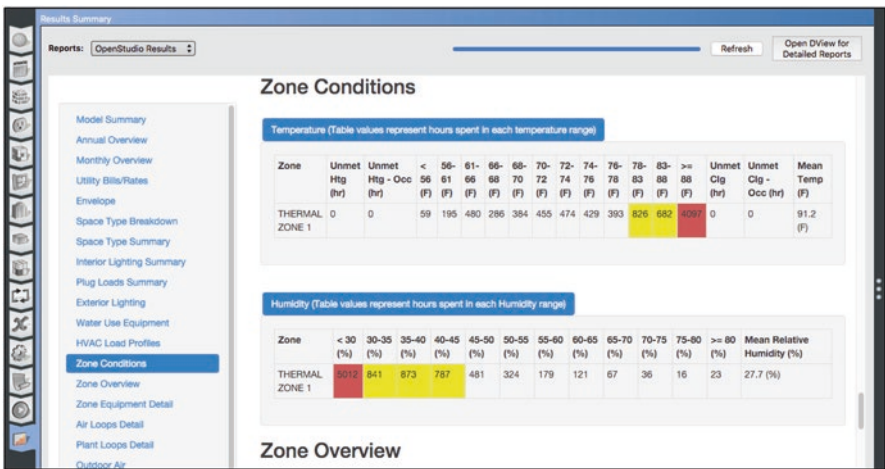 Results Summary
Reports: OpenStudio Results
Refresh
Open DView for
Detailed Reports
Model Summary
Annual Overview
Monthly Overview
Utility Bills/Rates
Envelope
Space Type Breakdown
Space Type Summary
Interior Lighting Summary
Plug Loads Summary
Exterior Lighting
Water Use Equipment
HVAC Load Profiles
Zone Conditions
Zone Overview
Zone Equipment Detail
Air Loops Detail
Plant Loops Detail
Outdoor Air
Zone Conditions
Temperature (Table values represent hours spent in each temperature range)
Zone Unmet Unmet < 56- 61- 66- 68- 70- 72- 74- 76- 78- 83- >= Unmet Unmet Mean
Htg Htg - Occ 56 61 66 68 70 72 74 76 78 83 88 88 Clg Clg - Temp
(hr) (hr) (F) (F) (F) (F) (F) (F) (F) (F) (F) (F) (F) (F) (hr) Occ (hr) (F)
THERMAL 0 0 59 195 480 286 384 455 474 429 393 826 682 4097 0 0 91.2
ZONE 1 (F)
Humidity (Table values represent hours spent in each Humidity range)
Zone < 30 30-35 35-40 40-45 45-50 50-55 55-60 60-65 65-70 70-75 75-80 >= 80 Mean Relative
(%) (%) (%) (%) (%) (%) (%) (%) (%) (%) (%) (%) Humidity (%)
THERMAL 5012 841 873 787 481 324 179 121 67 36 16 23 27.7 (%)
ZONE 1
Zone Overview